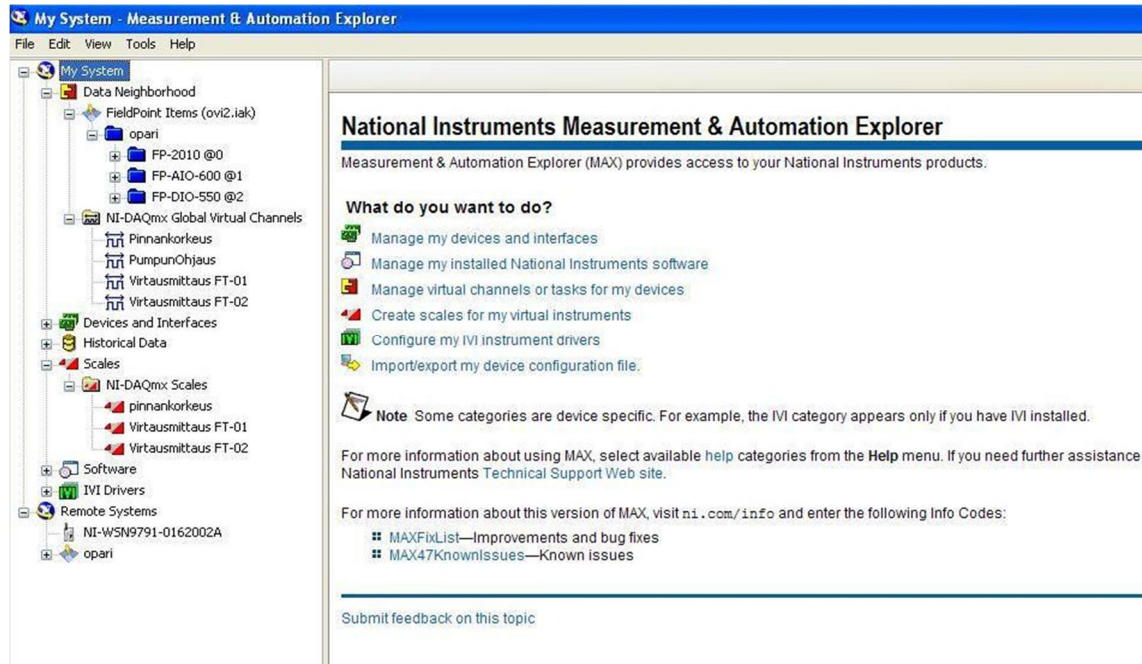 My System - Measurement & Automation Explorer
File Edit View Tools Help
My System
Data Neighborhood
FieldPoint Items (ovi2.iak)
opari
FP-2010 @0
FP-AIO-600 @1
FP-DIO-550 @2
NI-DAQmx Global Virtual Channels
Pinnankorkeus
PumpunOhjaus
Virtausmittaus FT-01
Virtausmittaus FT-02
Devices and Interfaces
Historical Data
Scales
NI-DAQmx Scales
pinnankorkeus
Virtausmittaus FT-01
Virtausmittaus FT-02
Software
IVI Drivers
Remote Systems
NI-WSN9791-0162002A
opari
National Instruments Measurement & Automation Explorer
Measurement & Automation Explorer (MAX) provides access to your National Instruments products.
What do you want to do?
Manage my devices and interfaces
Manage my installed National Instruments software
Manage virtual channels or tasks for my devices
Create scales for my virtual instruments
Configure my IVI instrument drivers
Import/export my device configuration file.
Note Some categories are device specific. For example, the IVI category appears only if you have IVI installed.
For more information about using MAX, select available help categories from the Help menu. If you need further assistance
National Instruments Technical Support Web site.
For more information about this version of MAX, visit ni.com/info and enter the following Info Codes:
MAXFixList—Improvements and bug fixes
MAX47KnownIssues—Known issues
Submit feedback on this topic